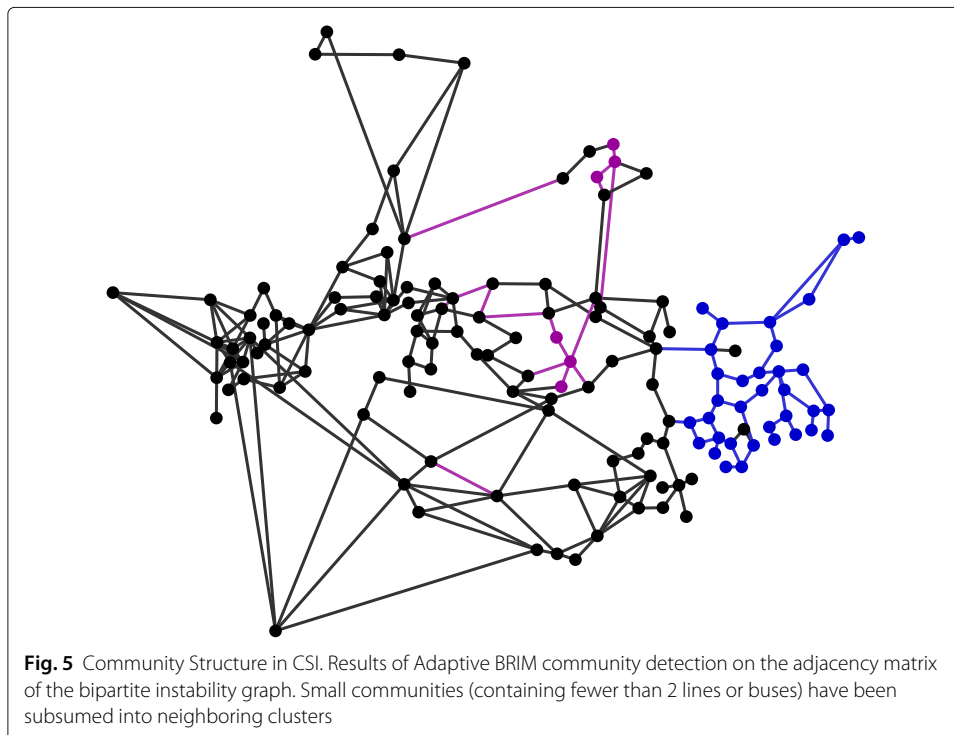 Fig. 5 Community Structure in CSI. Results of Adaptive BRIM community detection on the adjacency matrix
of the bipartite instability graph. Small communities (containing fewer than 2 lines or buses) have been
subsumed into neighboring clusters